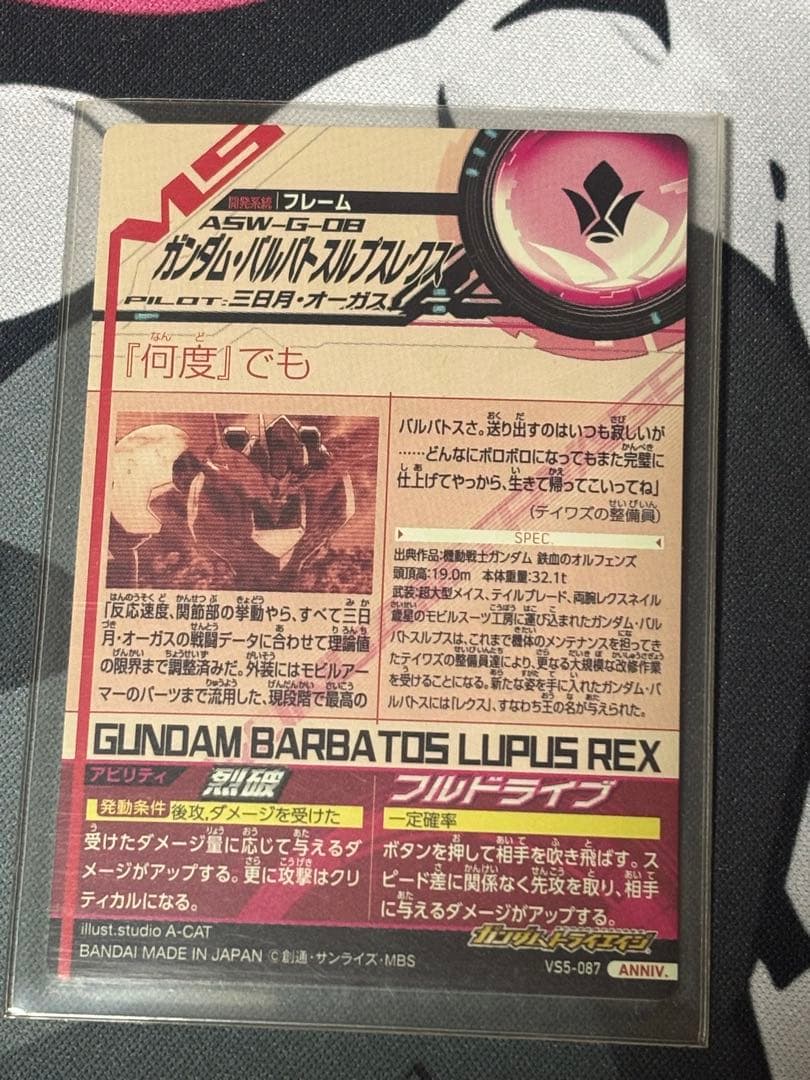 MS
開発系統 フレーム
ASW-G-08
ガンダム・バルバトスルプスレクス
PILOT:三日月・オーガス
『何度』でも
「反応速度、関節部の挙動やら、すべて三日
月・オーガスの戦闘データに合わせて理論値
の限界まで調整済みだ。外装にはモビルアー
マーのパーツまで流用した、現段階で最高の
バルバトスさ。送り出すのはいつも寂しいが
……どんなにボロボロになってもまた完璧に
仕上げてやっから、生きて帰ってこいってね」
(テイワズの整備員)
SPEC.
出典作品:機動戦士ガンダム 鉄血のオルフェンズ
頭頂高:19.0m 本体重量:32.1t
武装:超大型メイス、テイルブレード、両腕レクスネイル
歳星のモビルスーツ工房に運び込まれたガンダム・バル
バトスルプスは、これまで機体のメンテナンスを担ってき
たテイワズの整備員達により、更なる大規模な改修作業
を受けることになる。新たな姿を手に入れたガンダム・バ
ルバトスには「レクス」、すなわち王の名が与えられた。
GUNDAM BARBATOS LUPUS REX
アビリティ 烈破
発動条件 後攻,ダメージを受けた
受けたダメージ量に応じて与えるダ
メージがアップする。更に攻撃はクリ
ティカルになる。
フルドライブ
一定確率
ボタンを押して相手を吹き飛ばす。ス
ピード差に関係なく先攻を取り、相手
に与えるダメージがアップする。
illust.studio A-CAT
BANDAI MADE IN JAPAN ©創通・サンライズ・MBS
ガンダムトライエイジ
VS5-087 ANNIV.